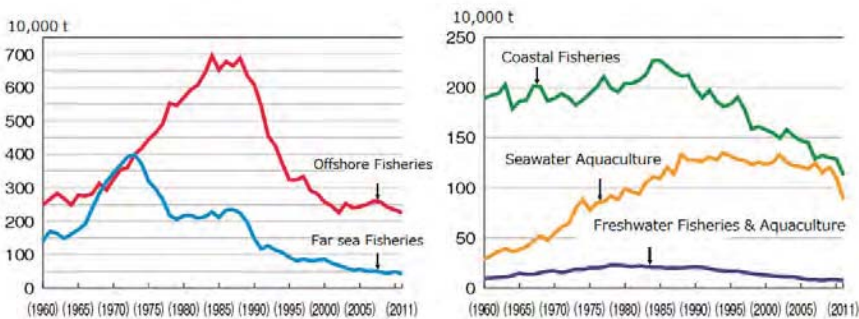 10,000 t
700
600
500
400
300
200
100
0
Offshore Fisheries
Far sea Fisheries
(1960) (1965) (1970) (1975) (1980) (1985) (1990) (1995) (2000) (2005) (2011)
10,000 t
250
200
150
100
50
0
Coastal Fisheries
Seawater Aquaculture
Freshwater Fisheries & Aquaculture
(1960) (1965) (1970) (1975) (1980) (1984) (1990) (1995) (2000) (2005) (2011)